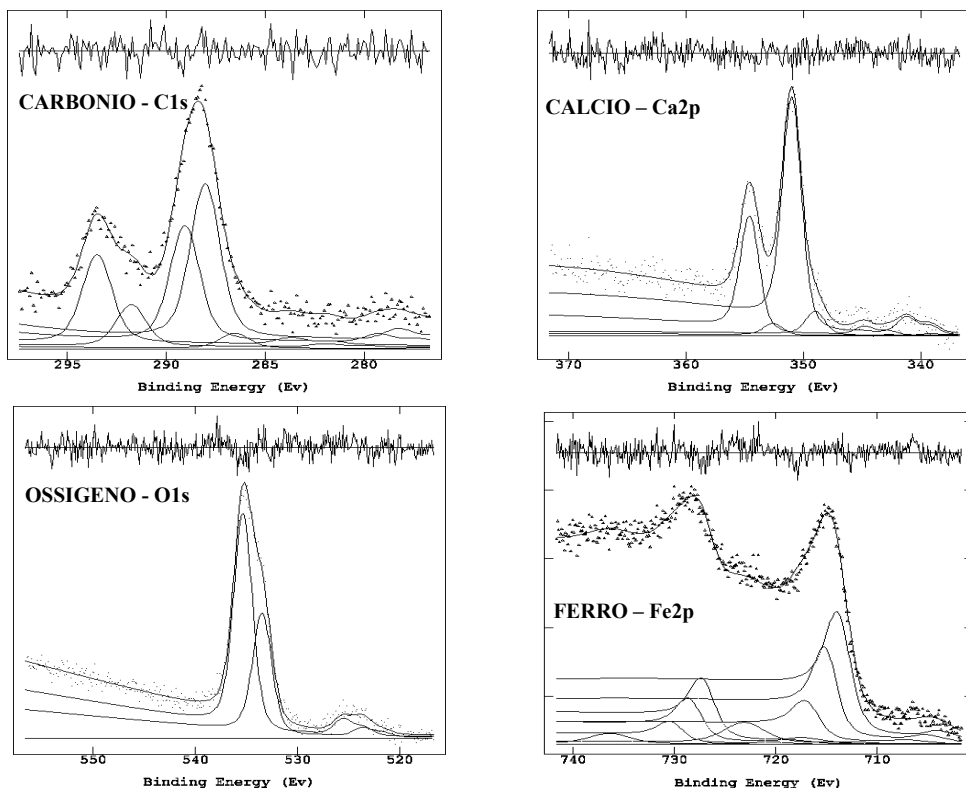 CARBONIO - C1s
295 290 285 280
Binding Energy (Ev)
CALCIO – Ca2p
370 360 350 340
Binding Energy (Ev)
OSSIGENO - O1s
550 540 530 520
Binding Energy (Ev)
FERRO – Fe2p
740 730 720 710
Binding Energy (Ev)